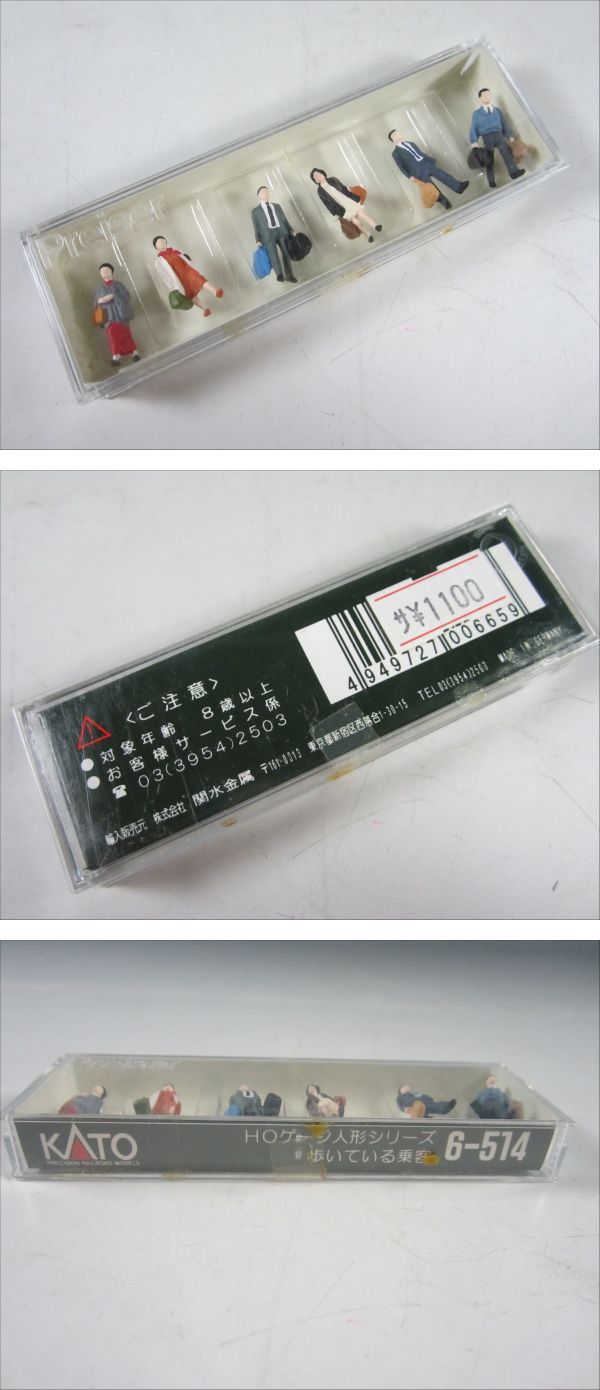 Preiser
サ¥1100
4 949727 006659
〈ご注意〉
●対象年齢 8歳以上
●お客様サービス係
☎ 03(3954)2503
輸入販売元 株式会社 関水金属 〒161-0313 東京都新宿区西落合1-30-15 TEL 03(3954)2503 MADE IN GERMANY
KATO
PRECISION RAILROAD MODELS
HOゲージ人形シリーズ
歩いている乗客
6-514